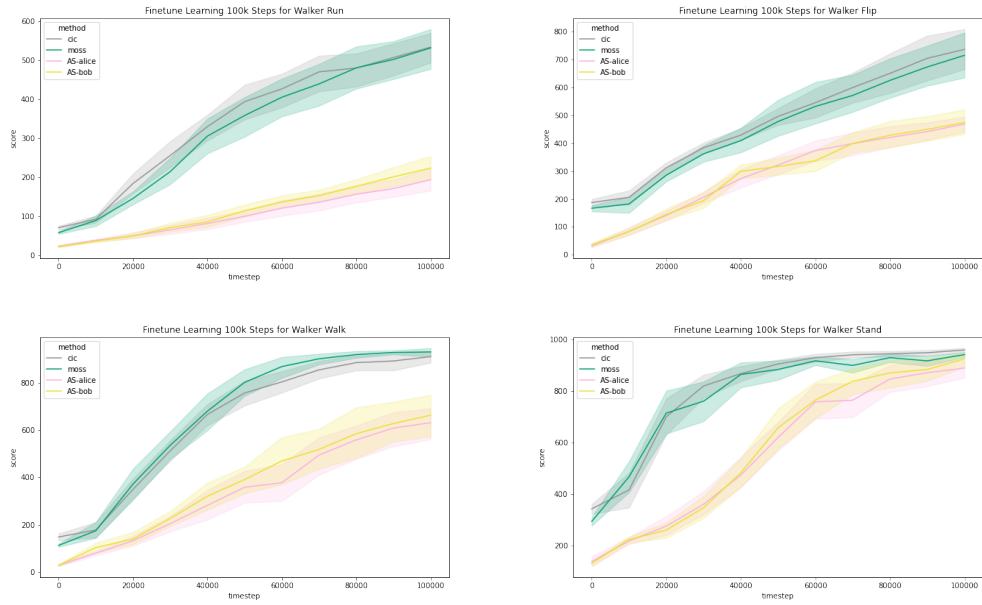 Finetune Learning 100k Steps for Walker Run
600
500
400
300
200
100
0
score
method
cic
moss
AS-alice
AS-bob
0 20000 40000 60000 80000 100000
timestep
Finetune Learning 100k Steps for Walker Flip
800
700
600
500
400
300
200
100
0
score
method
cic
moss
AS-alice
AS-bob
0 20000 40000 60000 80000 100000
timestep
Finetune Learning 100k Steps for Walker Walk
800
600
400
200
0
score
method
cic
moss
AS-alice
AS-bob
0 20000 40000 60000 80000 100000
timestep
Finetune Learning 100k Steps for Walker Stand
1000
800
600
400
200
score
method
cic
moss
AS-alice
AS-bob
0 20000 40000 60000 80000 100000
timestep